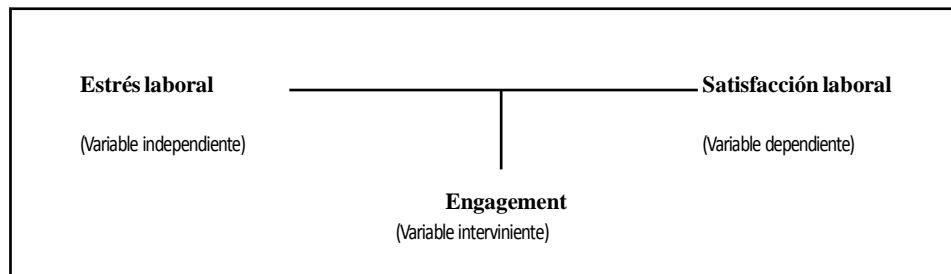 Estrés laboral
Satisfacción laboral
(Variable independiente)
(Variable dependiente)
Engagement
(Variable interviniente)